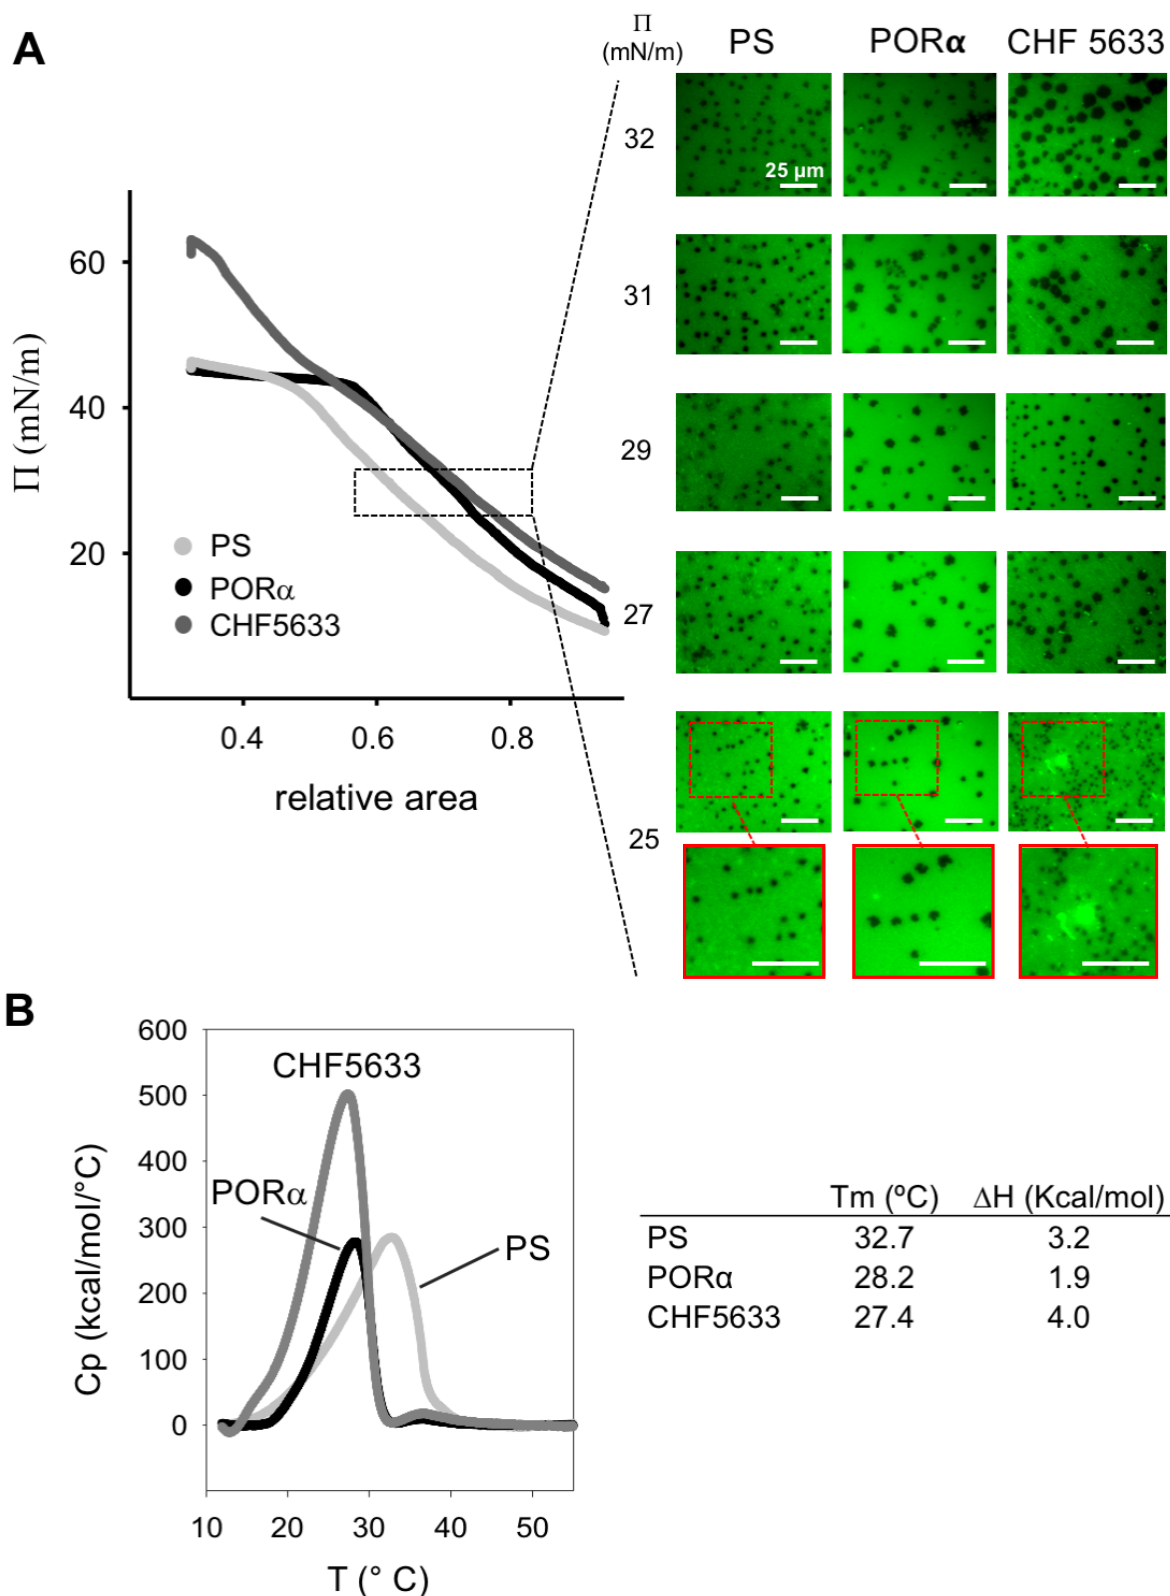 A
Π
(mN/m)
PS
PORα
CHF 5633
32
25 µm
31
29
27
25
60
40
20
Π (mN/m)
PS
PORα
CHF5633
0.4 0.6 0.8
relative area
B
600
500
400
300
200
100
0
Cp (kcal/mol/°C)
CHF5633
PORα
PS
10 20 30 40 50
T (° C)
Tm (ºC) ΔH (Kcal/mol)
PS 32.7 3.2
PORα 28.2 1.9
CHF5633 27.4 4.0